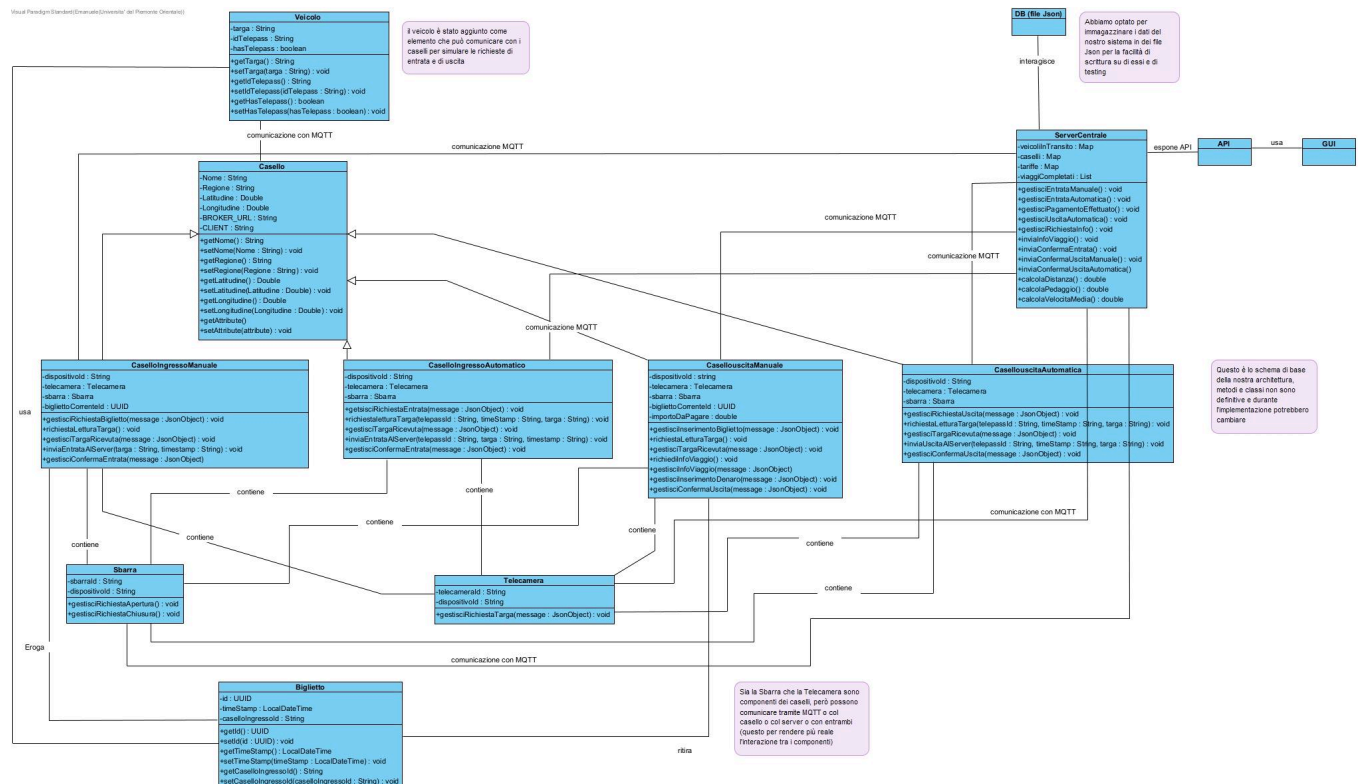 Visual Paradigm Standard(Emanuele(Universita' del Piemonte Orientale))
Veicolo
-targa : String
-idTelepass : String
-hasTelepass : boolean
+getTarga() : String
+setTarga(targa : String) : void
+getIdTelepass() : String
+setIdTelepass(idTelepass : String) : void
+getHasTelepass() : boolean
+setHasTelepass(hasTelepass : boolean) : void
il veicolo è stato aggiunto come
elemento che può comunicare con i
caselli per simulare le richieste di
entrata e di uscita
DB (file Json)
interagisce
Abbiamo optato per
immagazzinare i dati del
nostro sistema in dei file
Json per la facilità di
scrittura su di essi e di
testing
comunicazione con MQTT
comunicazione MQTT
ServerCentrale
-veicoliInTransito : Map
-caselli : Map
-tariffe : Map
-viaggiCompletati : List
+gestisciEntrataManuale() : void
+gestisciEntrataAutomatica() : void
+gestisciPagamentoEffettuato() : void
+gestisciUscitaAutomatica() : void
+gestisciRichiestaInfo() : void
+inviaInfoViaggio() : void
+inviaConfermaEntrata() : void
+inviaConfermaUscitaManuale() : void
+inviaConfermaUscitaAutomatica()
+calcolaDistanza() : double
+calcolaPedaggio() : double
+calcolaVelocitaMedia() : double
espone API
API
usa
GUI
Casello
-Nome : String
-Regione : String
-Latitudine : Double
-Longitudine : Double
-BROKER_URL : String
-CLIENT : String
+getNome() : String
+setNome(Nome : String) : void
+getRegione() : String
+setRegione(Regione : String) : void
+getLatitudine() : Double
+setLatitudine(Latitudine : Double) : void
+getLongitudine() : Double
+setLongitudine(Longitudine : Double) : void
+getAttribute()
+setAttribute(attribute) : void
comunicazione MQTT
comunicazione MQTT
comunicazione MQTT
CaselloIngressoManuale
-dispositivoId : String
-telecamera : Telecamera
-sbarra : Sbarra
-bigliettoCorrenteId : UUID
+gestisciRichiestaBiglietto(message : JsonObject) : void
+richiestaLetturaTarga() : void
+gestisciTargaRicevuta(message : JsonObject) : void
+inviaEntrataAlServer(targa : String, timestamp : String) : void
+gestisciConfermaEntrata(message : JsonObject)
CaselloIngressoAutomatico
-dispositivoId : String
-telecamera : Telecamera
-sbarra : Sbarra
+getsisciRichiestaEntrata(message : JsonObject) : void
+richiestaletturaTarga(telepassId : String, timeStamp : String, targa : String) : void
+gestisciTargaRicevuta(message : JsonObject) : void
+inviaEntrataAlServer(telepassId : String, targa : String, timestamp : String) : void
+gestisciConfermaEntrata(message : JsonObject) : void
CasellouscitaManuale
-dispositivoId : string
-telecamera : Telecamera
-sbarra : Sbarra
-bigliettoCorrenteId : UUID
-importoDaPagare : double
+gestisciInserimentoBiglietto(message : JsonObject) : void
+richiestaLetturaTarga() : void
+gestisciTargaRicevuta(message : JsonObject) : void
+richiediInfoViaggio() : void
+gestisciInfoViaggio(message : JsonObject)
+gestisciInserimentoDenaro(message : JsonObject) : void
+gestisciConfermaUscita(message : JsonObject) : void
CasellouscitaAutomatica
-dispositivoId : String
-telecamera : Telecamera
-sbarra : Sbarra
+gestisciRichiestaUscita(message : JsonObject) : void
+richiestaLetturaTarga(telepassId : String, timeStamp : String, targa : String) : void
+gestisciTargaRicevuta(message : JsonObject) : void
+inviaUscitaAlServer(telepassId : String, timeStamp : String, targa : String) : void
+gestisciConfermaUscita(message : JsonObject) : void
Questo è lo schema di base
della nostra architettura,
metodi e classi non sono
definitive e durante
l'implementazione potrebbero
cambiare
usa
contiene
contiene
contiene
contiene
contiene
contiene
contiene
contiene
comunicazione con MQTT
Sbarra
-sbarraId : String
-dispositivoId : String
+gestisciRichiestaApertura() : void
+gestisciRichiestaChiusura() : void
Telecamera
-telecameraId : String
-dispositivoId : String
+gestisciRichiestaTarga(message : JsonObject) : void
Eroga
comunicazione con MQTT
Biglietto
-id : UUID
-timeStamp : LocalDateTime
-caselloIngressoId : String
+getId() : UUID
+setId(id : UUID) : void
+getTimeStamp() : LocalDateTime
+setTimeStamp(timeStamp : LocalDateTime) : void
+getCaselloIngressoId() : String
+setCaselloIngressoId(caselloIngressoId : String) : void
ritira
Sia la Sbarra che la Telecamera sono
componenti dei caselli, però possono
comunicare tramite MQTT o col
casello o col server o con entrambi
(questo per rendere più reale
l'interazione tra i componenti)